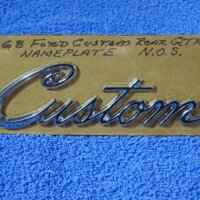 68 FORD CUSTOM REAR QTR
NAMEPLATE N.O.S.
Custom